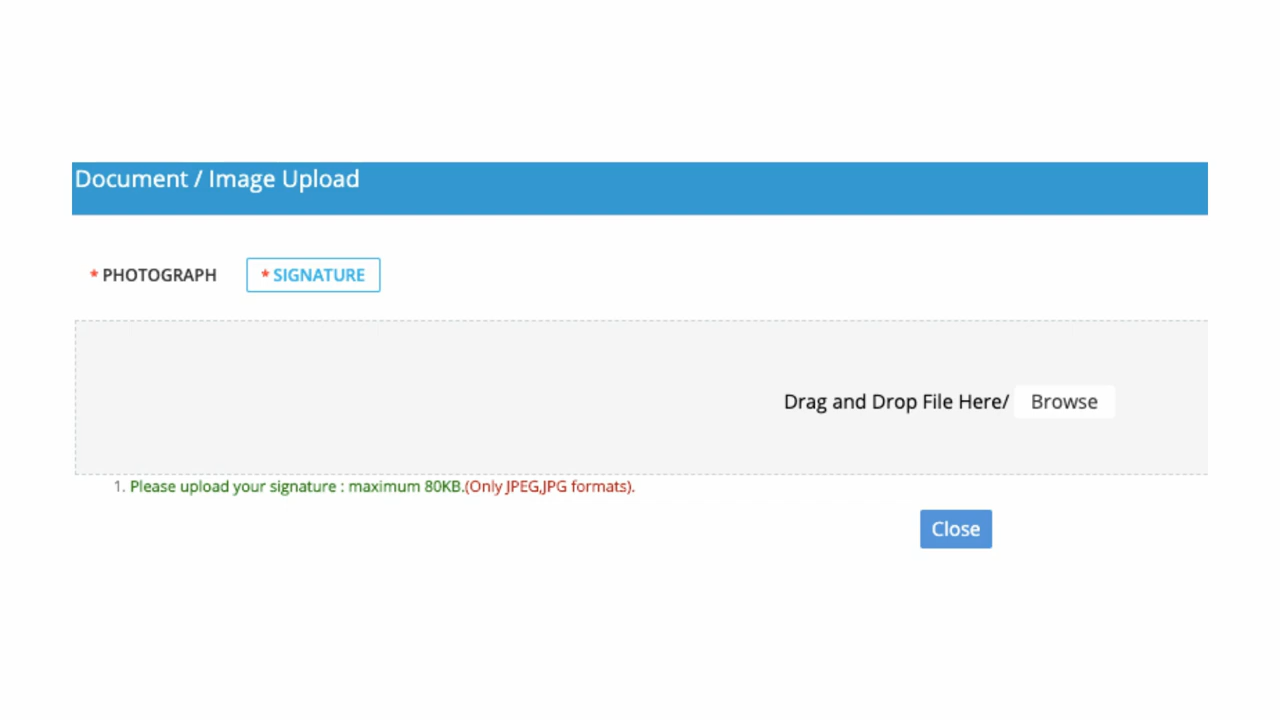 Document / Image Upload
* PHOTOGRAPH * SIGNATURE
Drag and Drop File Here/ Browse
1. Please upload your signature : maximum 80KB.(Only JPEG,JPG formats).
Close